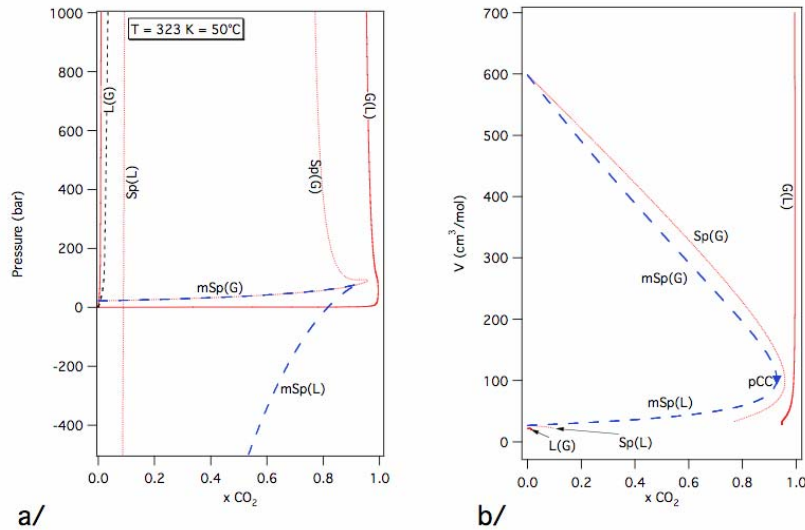 1000
800
600
400
200
0
-200
-400
Pressure (bar)
T = 323 K = 50°C
L(G)
Sp(L)
Sp(G)
G(L)
mSp(G)
mSp(L)
0.0 0.2 0.4 0.6 0.8 1.0
x CO2
a/
700
600
500
400
300
200
100
0
V (cm3/mol)
G(L)
Sp(G)
mSp(G)
pCC
mSp(L)
L(G)
Sp(L)
0.0 0.2 0.4 0.6 0.8 1.0
x CO2
b/